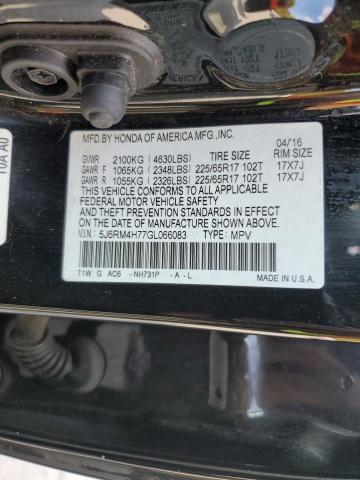 MFD.BY HONDA OF AMERICA MFG.,INC.
04/16
GVWR 2100KG (4630LBS) TIRE SIZE RIM SIZE
GAWR F 1065KG (2348LBS) 225/65R17 102T 17X7J
GAWR R 1055KG (2326LBS) 225/65R17 102T 17X7J
THIS VEHICLE CONFORMS TO ALL APPLICABLE
FEDERAL MOTOR VEHICLE SAFETY
AND THEFT PREVENTION STANDARDS IN EFFECT ON
THE DATE OF MANUFACTURE SHOWN ABOVE.
V.I.N.: 5J6RM4H77GL066083 TYPE: MPV
T1W G AC6 -NH731P -A-L MADE IN U.S.A.
10A A0